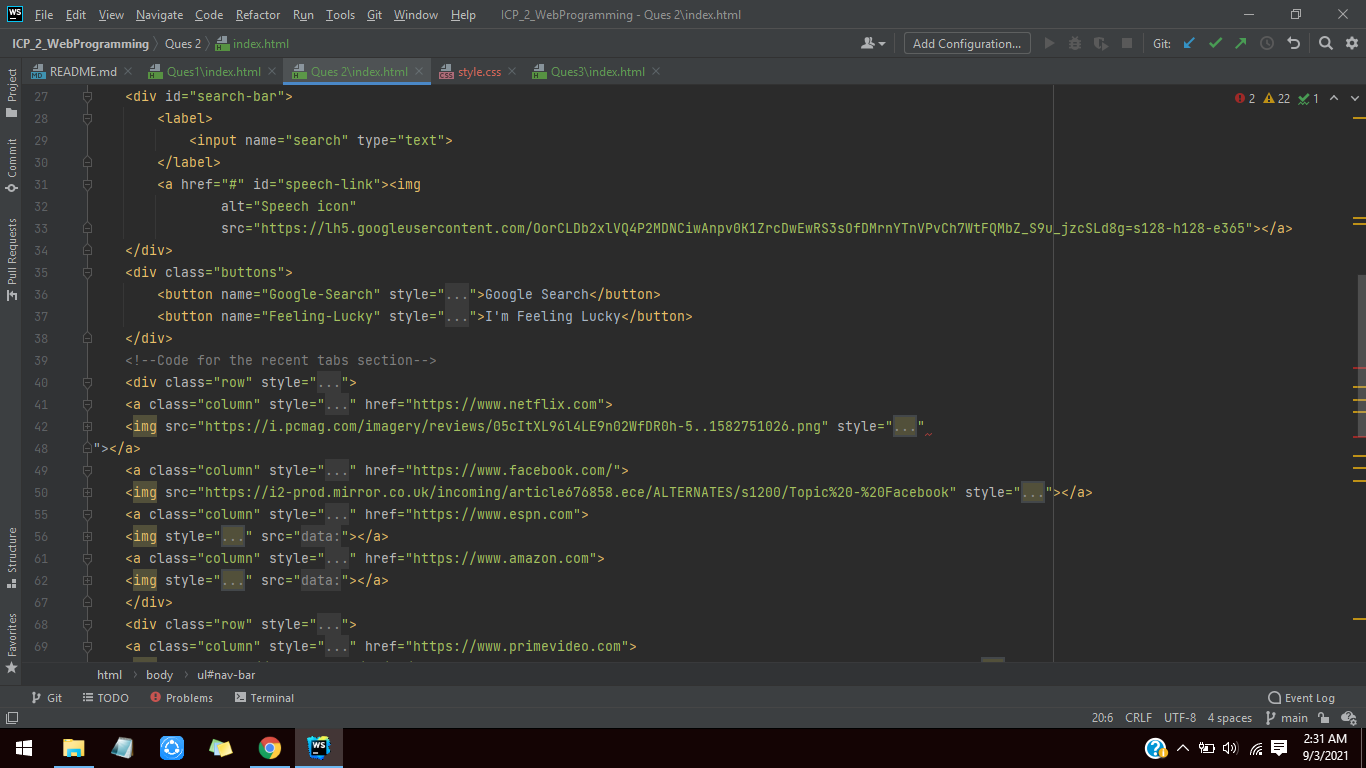 WS File Edit View Navigate Code Refactor Run Tools Git Window Help ICP_2_WebProgramming - Ques 2\index.html
ICP_2_WebProgramming Ques 2 index.html Add Configuration... Git:
README.md Ques1\index.html Ques 2\index.html style.css Ques3\index.html
2 22 1
27 <div id="search-bar">
28 <label>
29 <input name="search" type="text">
30 </label>
31 <a href="#" id="speech-link"><img
32 alt="Speech icon"
33 src="https://lh5.googleusercontent.com/OorCLDb2xlVQ4P2MDNCiwAnpv0K1ZrcDwEwRS3sOfDMrnYTnVPvCh7WtFQMbZ_S9u_jzcSLd8g=s128-h128-e365"></a>
34 </div>
35 <div class="buttons">
36 <button name="Google-Search" style="...">Google Search</button>
37 <button name="Feeling-Lucky" style="...">I'm Feeling Lucky</button>
38 </div>
39 <!--Code for the recent tabs section-->
40 <div class="row" style="...">
41 <a class="column" style="..." href="https://www.netflix.com">
42 <img src="https://i.pcmag.com/imagery/reviews/05cItXL96l4LE9n02WfDR0h-5..1582751026.png" style="..."
48 "></a>
49 <a class="column" style="..." href="https://www.facebook.com/">
50 <img src="https://i2-prod.mirror.co.uk/incoming/article676858.ece/ALTERNATES/s1200/Topic%20-%20Facebook" style="..."></a>
55 <a class="column" style="..." href="https://www.espn.com">
56 <img style="..." src="data:"></a>
61 <a class="column" style="..." href="https://www.amazon.com">
62 <img style="..." src="data:"></a>
67 </div>
68 <div class="row" style="...">
69 <a class="column" style="..." href="https://www.primevideo.com">
Project
Commit
Pull Requests
Structure
Favorites
html body ul#nav-bar
Git TODO Problems Terminal Event Log
20:6 CRLF UTF-8 4 spaces main
WS
2:31 AM
9/3/2021